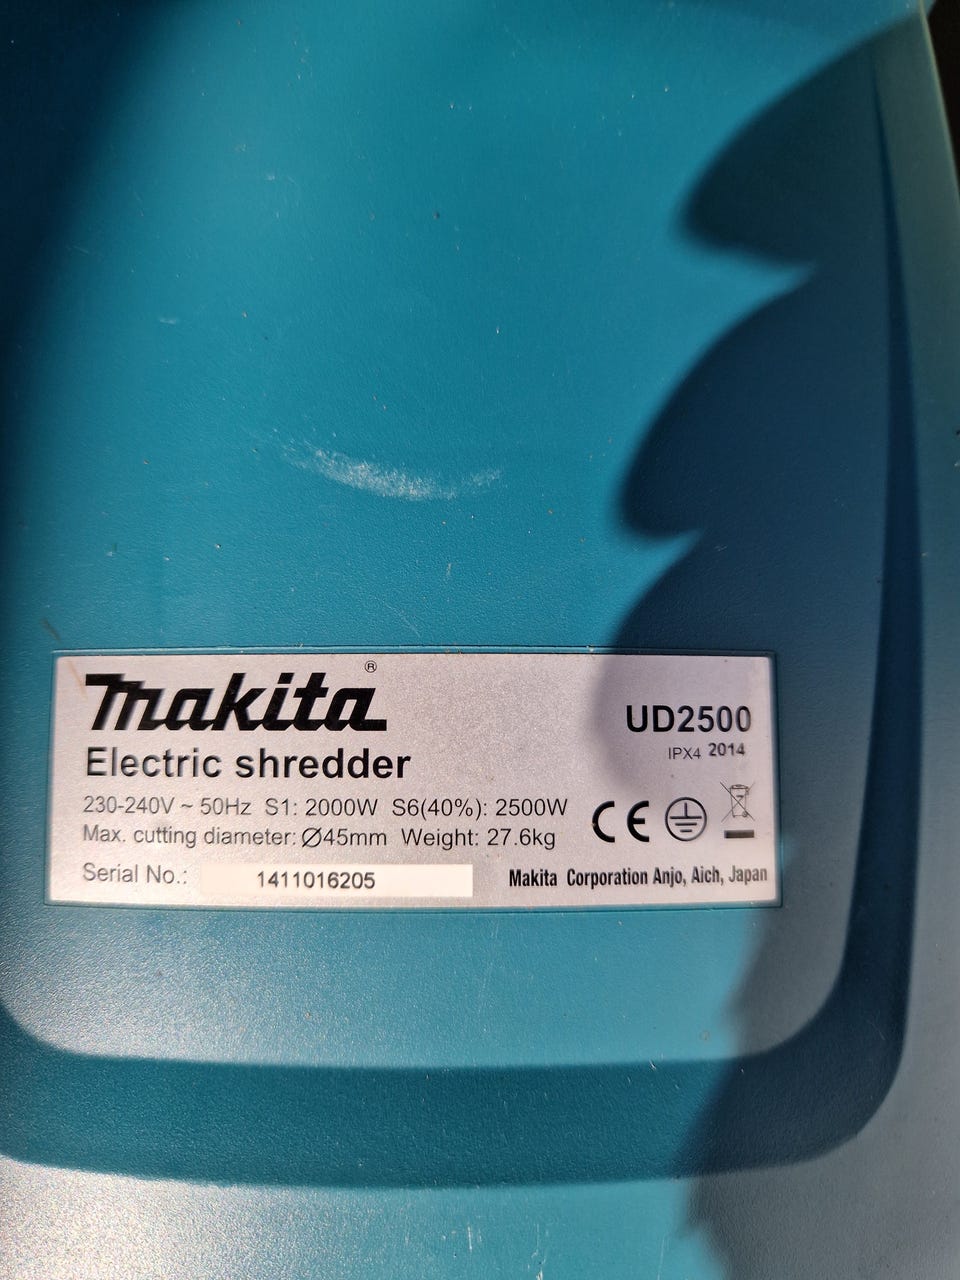 Makita®
Electric shredder
UD2500
IPX4 2014
230-240V ~ 50Hz S1: 2000W S6(40%): 2500W
Max. cutting diameter: Ø45mm Weight: 27.6kg
CE
Serial No.: 1411016205
Makita Corporation Anjo, Aich, Japan